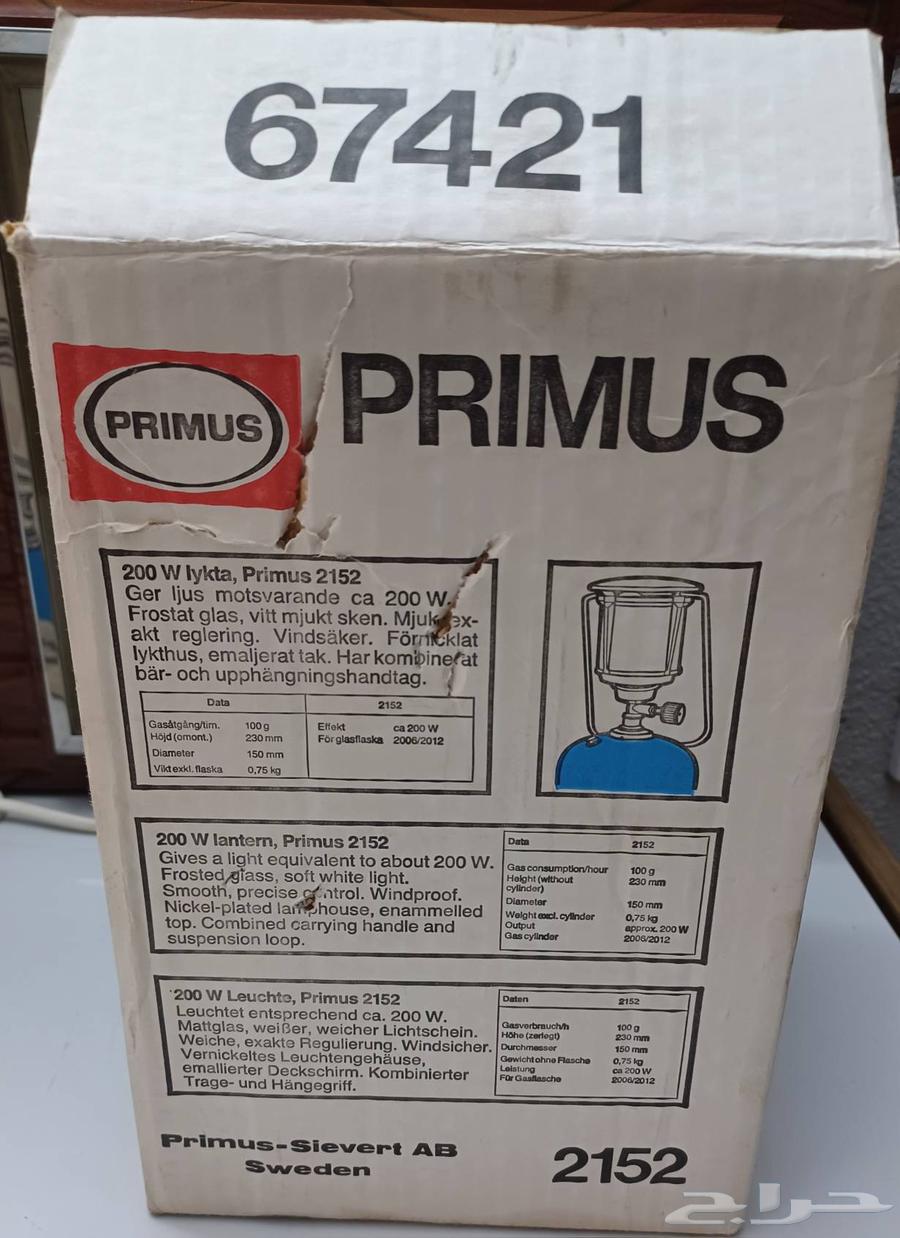 67421
PRIMUS
PRIMUS
200 W lykta, Primus 2152
Ger ljus motsvarande ca 200 W.
Frostat glas, vitt mjukt sken. Mjuk, ex-
akt reglering. Vindsäker. Förnicklat
lykthus, emaljerat tak. Har kombinerat
bär- och upphängningshandtag.
Data 2152
Gasåtgång/tim. 100 g Effekt ca 200 W
Höjd (omont.) 230 mm För glasflaska 2006/2012
Diameter 150 mm
Vikt exkl. flaska 0,75 kg
200 W lantern, Primus 2152
Gives a light equivalent to about 200 W.
Frosted glass, soft white light.
Smooth, precise control. Windproof.
Nickel-plated lamphouse, enammelled
top. Combined carrying handle and
suspension loop.
Data 2152
Gas consumption/hour 100 g
Height (without 230 mm
cylinder)
Diameter 150 mm
Weight excl. cylinder 0,75 kg
Output approx. 200 W
Gas cylinder 2006/2012
200 W Leuchte, Primus 2152
Leuchtet entsprechend ca. 200 W.
Mattglas, weißer, weicher Lichtschein.
Weiche, exakte Regulierung. Windsicher.
Vernickeltes Leuchtengehäuse,
emallierter Deckschirm. Kombinierter
Trage- und Hängegriff.
Daten 2152
Gasverbrauch/h 100 g
Höhe (zerlegt) 230 mm
Durchmesser 150 mm
Gewicht ohne Flasche 0,75 kg
Leistung ca 200 W
Für Gasflasche 2006/2012
Primus-Sievert AB
Sweden
2152
حراج